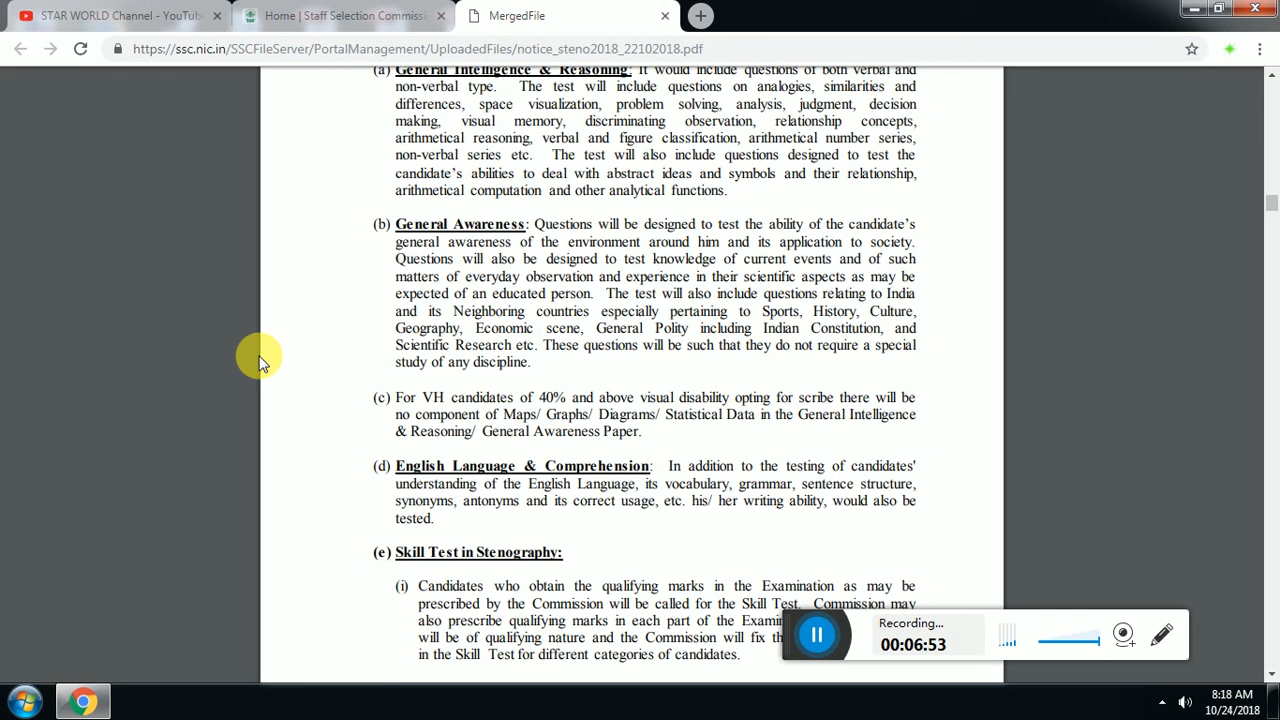 STAR WORLD Channel - YouTube
Home | Staff Selection Commissi
MergedFile
https://ssc.nic.in/SSCFileServer/PortalManagement/UploadedFiles/notice_steno2018_22102018.pdf
(a) General Intelligence & Reasoning: It would include questions of both verbal and
non-verbal type. The test will include questions on analogies, similarities and
differences, space visualization, problem solving, analysis, judgment, decision
making, visual memory, discriminating observation, relationship concepts,
arithmetical reasoning, verbal and figure classification, arithmetical number series,
non-verbal series etc. The test will also include questions designed to test the
candidate's abilities to deal with abstract ideas and symbols and their relationship,
arithmetical computation and other analytical functions.
(b) General Awareness: Questions will be designed to test the ability of the candidate's
general awareness of the environment around him and its application to society.
Questions will also be designed to test knowledge of current events and of such
matters of everyday observation and experience in their scientific aspects as may be
expected of an educated person. The test will also include questions relating to India
and its Neighboring countries especially pertaining to Sports, History, Culture,
Geography, Economic scene, General Polity including Indian Constitution, and
Scientific Research etc. These questions will be such that they do not require a special
study of any discipline.
(c) For VH candidates of 40% and above visual disability opting for scribe there will be
no component of Maps/ Graphs/ Diagrams/ Statistical Data in the General Intelligence
& Reasoning/ General Awareness Paper.
(d) English Language & Comprehension: In addition to the testing of candidates'
understanding of the English Language, its vocabulary, grammar, sentence structure,
synonyms, antonyms and its correct usage, etc. his/ her writing ability, would also be
tested.
(e) Skill Test in Stenography:
(i) Candidates who obtain the qualifying marks in the Examination as may be
prescribed by the Commission will be called for the Skill Test. Commission may
also prescribe qualifying marks in each part of the Exami
will be of qualifying nature and the Commission will fix th
in the Skill Test for different categories of candidates.
Recording...
00:06:53
8:18 AM
10/24/2018